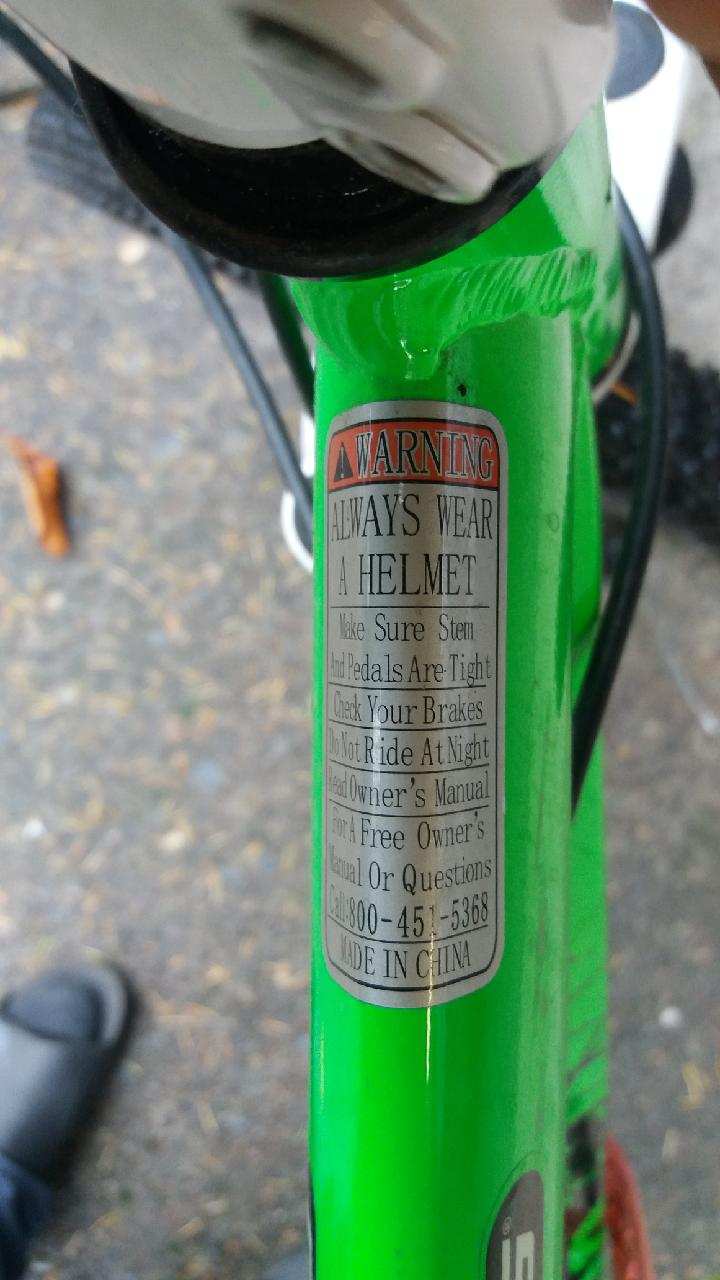 WARNING
ALWAYS WEAR
A HELMET
Make Sure Stem
And Pedals Are Tight
Check Your Brakes
Do Not Ride At Night
Read Owner's Manual
For A Free Owner's
Manual Or Questions
Call:800-451-5368
MADE IN CHINA